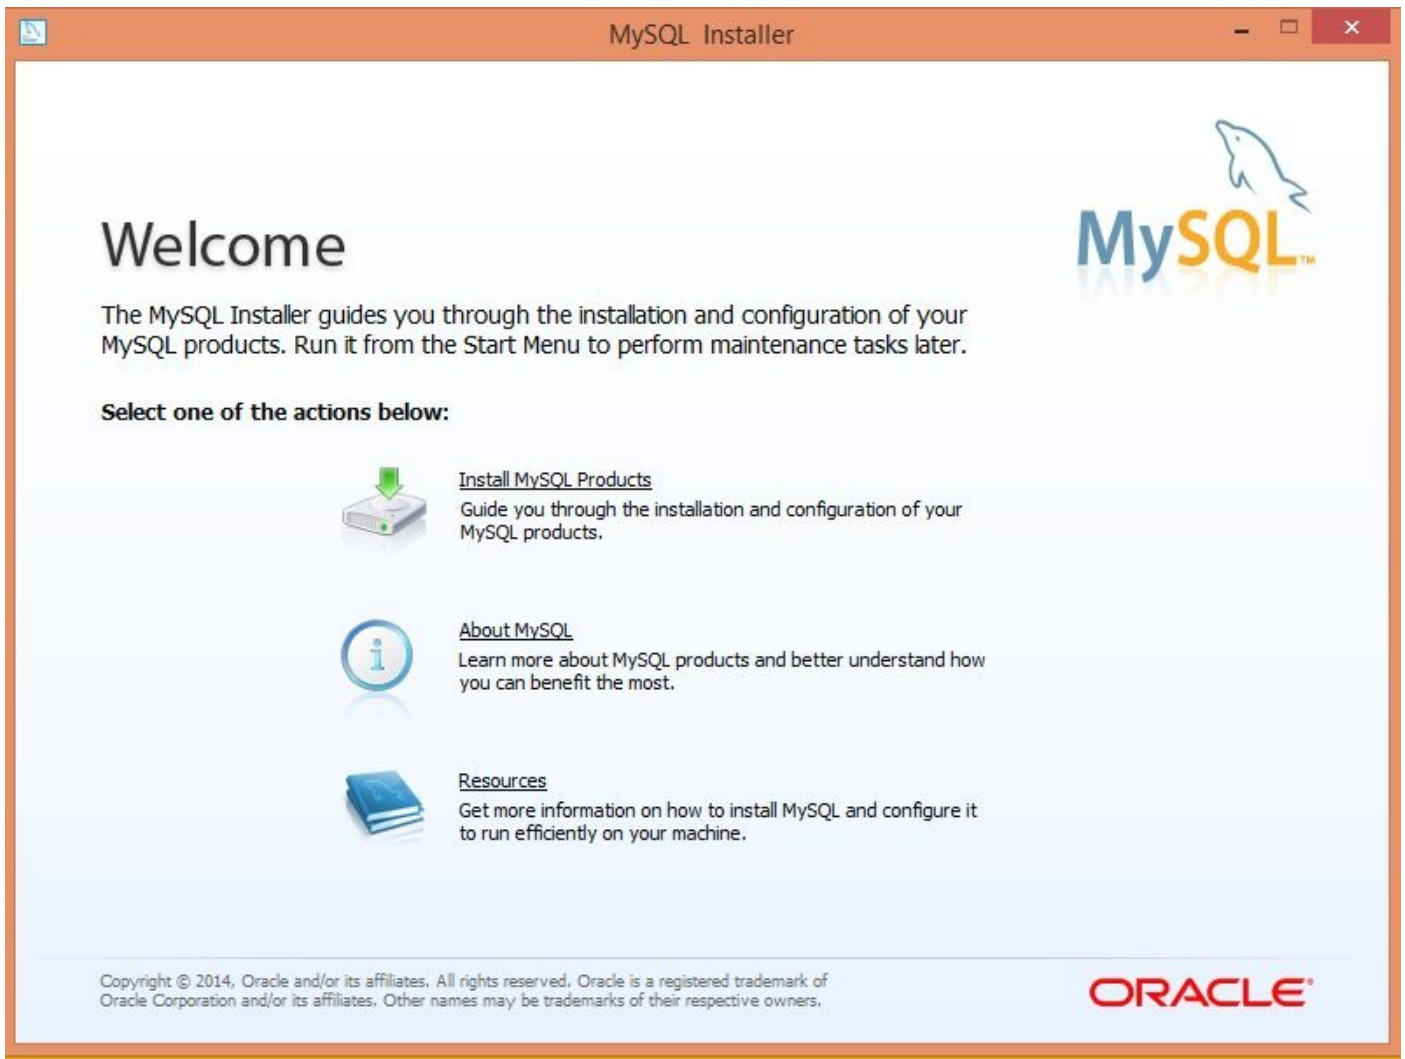 MySQL Installer
MySQL™
Welcome
The MySQL Installer guides you through the installation and configuration of your
MySQL products. Run it from the Start Menu to perform maintenance tasks later.
Select one of the actions below:
Install MySQL Products
Guide you through the installation and configuration of your
MySQL products.
About MySQL
Learn more about MySQL products and better understand how
you can benefit the most.
Resources
Get more information on how to install MySQL and configure it
to run efficiently on your machine.
Copyright © 2014, Oracle and/or its affiliates. All rights reserved. Oracle is a registered trademark of
Oracle Corporation and/or its affiliates. Other names may be trademarks of their respective owners.
ORACLE®